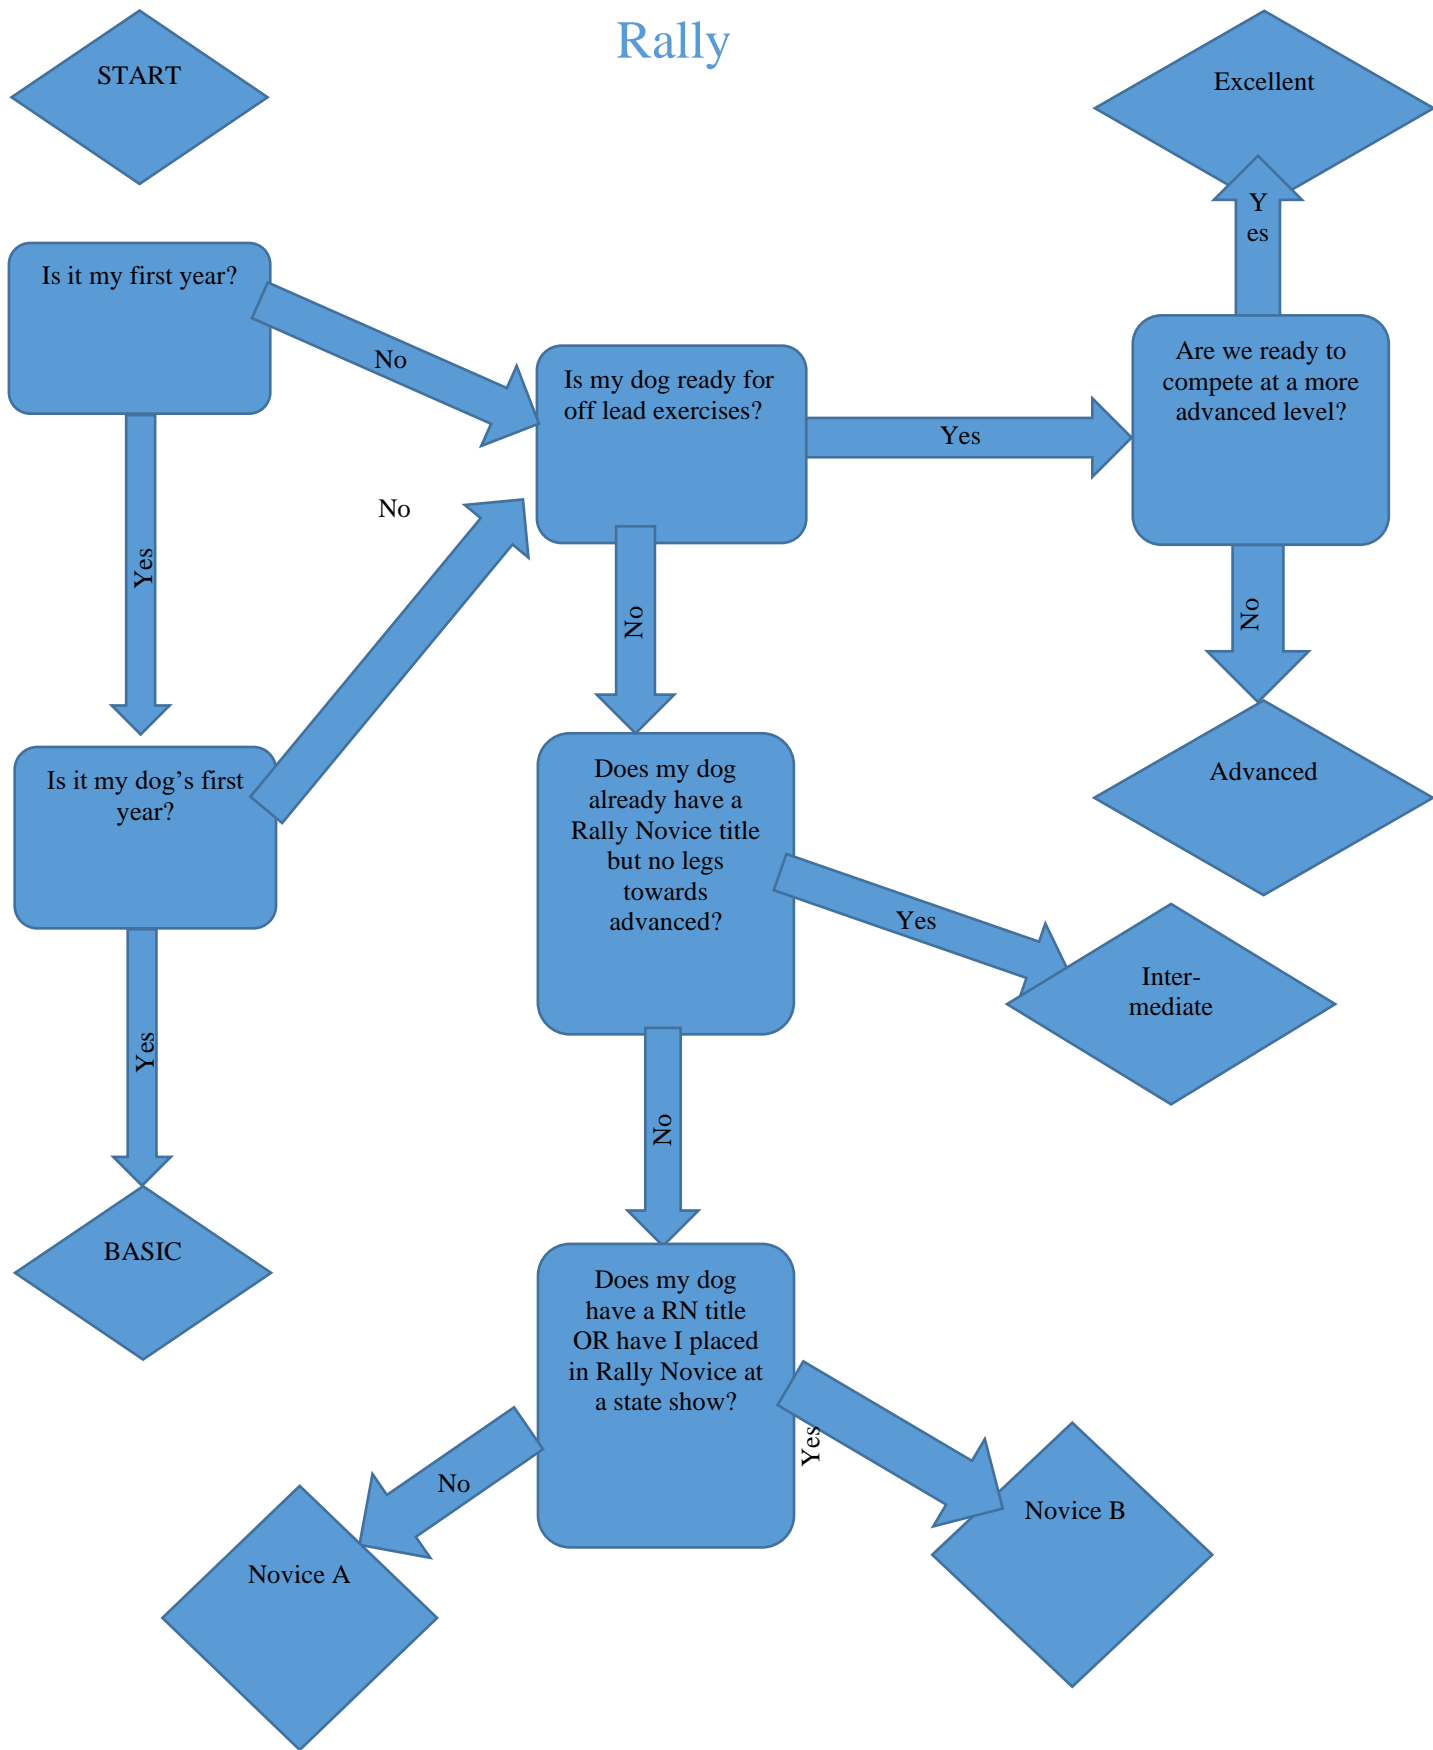 Rally
START
Excellent
Y
es
Is it my first year?
No
Is my dog ready for
off lead exercises?
Yes
Are we ready to
compete at a more
advanced level?
No
Yes
No
No
Is it my dog’s first
year?
Does my dog
already have a
Rally Novice title
but no legs
towards
advanced?
Advanced
Yes
Inter-
mediate
Yes
No
BASIC
Does my dog
have a RN title
OR have I placed
in Rally Novice at
a state show?
Yes
No
Novice B
Novice A